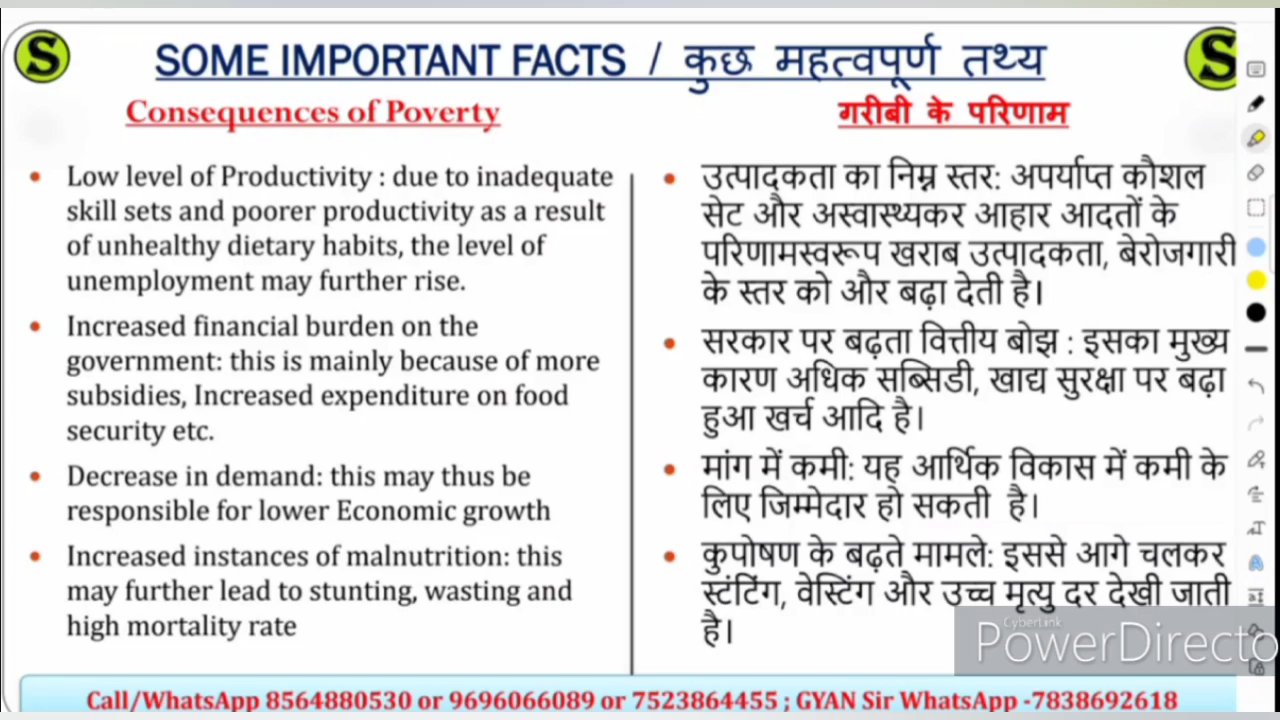 S
SOME IMPORTANT FACTS / कुछ महत्वपूर्ण तथ्य
S
Consequences of Poverty
• Low level of Productivity : due to inadequate
skill sets and poorer productivity as a result
of unhealthy dietary habits, the level of
unemployment may further rise.
• Increased financial burden on the
government: this is mainly because of more
subsidies, Increased expenditure on food
security etc.
• Decrease in demand: this may thus be
responsible for lower Economic growth
• Increased instances of malnutrition: this
may further lead to stunting, wasting and
high mortality rate
गरीबी के परिणाम
• उत्पादकता का निम्न स्तर: अपर्याप्त कौशल
सेट और अस्वास्थ्यकर आहार आदतों के
परिणामस्वरूप खराब उत्पादकता, बेरोजगारी
के स्तर को और बढ़ा देती है।
• सरकार पर बढ़ता वित्तीय बोझ : इसका मुख्य
कारण अधिक सब्सिडी, खाद्य सुरक्षा पर बढ़ा
हुआ खर्च आदि है।
• मांग में कमी: यह आर्थिक विकास में कमी के
लिए जिम्मेदार हो सकती है।
• कुपोषण के बढ़ते मामले: इससे आगे चलकर
स्टंटिंग, वेस्टिंग और उच्च मृत्यु दर देखी जाती
है।
CyberLink
PowerDirecto
Call/WhatsApp 8564880530 or 9696066089 or 7523864455 ; GYAN Sir WhatsApp -7838692618